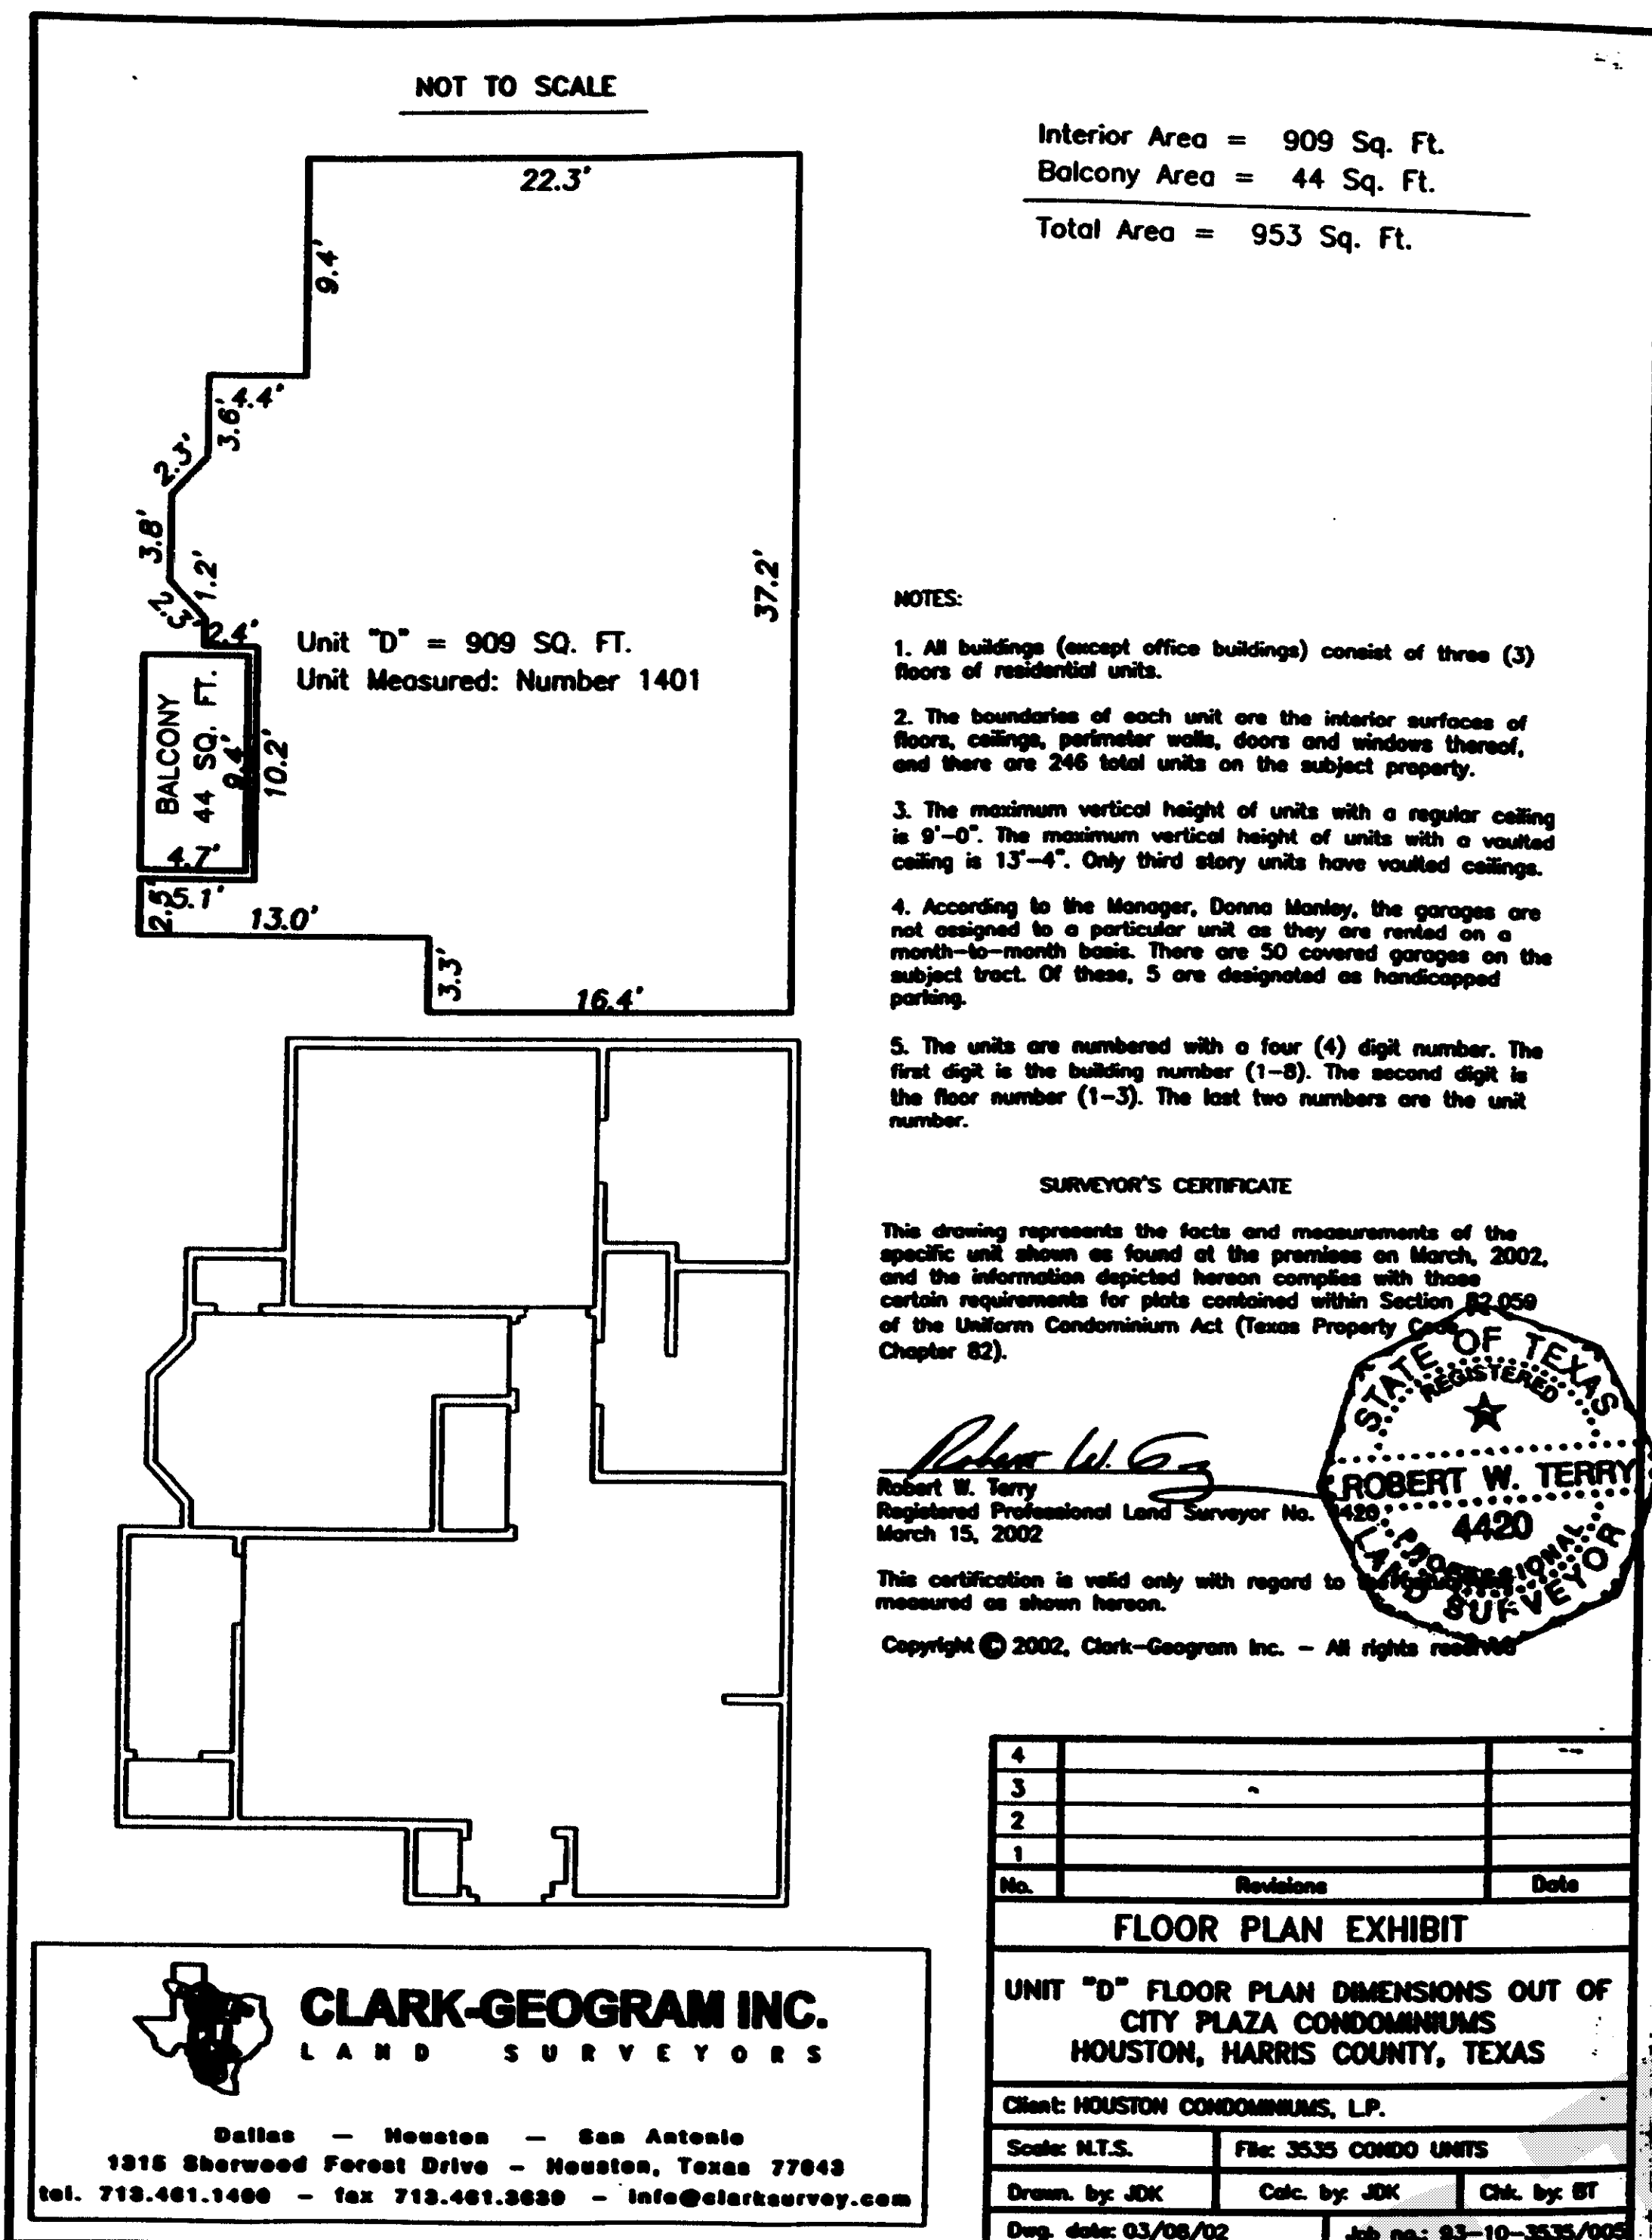 NOT TO SCALE
Interior Area = 909 Sq. Ft.
Balcony Area = 44 Sq. Ft.
Total Area = 953 Sq. Ft.
22.3'
9.4'
4.4'
3.6'
2.3'
3.8'
1.2'
2.4'
37.2'
Unit "D" = 909 SQ. FT.
Unit Measured: Number 1401
BALCONY
44 SQ. FT.
9.4'
10.2'
4.7'
5.1'
2.5'
13.0'
3.3'
16.4'
NOTES:
1. All buildings (except office buildings) consist of three (3)
floors of residential units.
2. The boundaries of each unit are the interior surfaces of
floors, ceilings, perimeter walls, doors and windows thereof,
and there are 246 total units on the subject property.
3. The maximum vertical height of units with a regular ceiling
is 9'-0". The maximum vertical height of units with a vaulted
ceiling is 13'-4". Only third story units have vaulted ceilings.
4. According to the Manager, Donna Manley, the garages are
not assigned to a particular unit as they are rented on a
month-to-month basis. There are 50 covered garages on the
subject tract. Of these, 5 are designated as handicapped
parking.
5. The units are numbered with a four (4) digit number. The
first digit is the building number (1-8). The second digit is
the floor number (1-3). The last two numbers are the unit
number.
SURVEYOR'S CERTIFICATE
This drawing represents the facts and measurements of the
specific unit shown as found at the premises on March, 2002,
and the information depicted hereon complies with those
certain requirements for plats contained within Section 82.059
of the Uniform Condominium Act (Texas Property Code
Chapter 82).
Robert W. Terry
Registered Professional Land Surveyor No. 4420
March 15, 2002
STATE OF TEXAS
REGISTERED
ROBERT W. TERRY
4420
PROFESSIONAL
LAND SURVEYOR
This certification is valid only with regard to
measured as shown hereon.
Copyright © 2002, Clark-Geogram Inc. - All rights reserved
4
3
2
1
No. Revisions Date
FLOOR PLAN EXHIBIT
UNIT "D" FLOOR PLAN DIMENSIONS OUT OF
CITY PLAZA CONDOMINIUMS
HOUSTON, HARRIS COUNTY, TEXAS
Client: HOUSTON CONDOMINIUMS, L.P.
Scale: N.T.S. File: 3535 CONDO UNITS
Drawn. by: JDK Calc. by: JDK Chk. by: BT
Dwg. date: 03/08/02 Job no.: 93-10-3535/005
CLARK-GEOGRAM INC.
LAND SURVEYORS
Dallas - Houston - San Antonio
1315 Sherwood Forest Drive - Houston, Texas 77043
tel. 713.461.1400 - fax 713.461.3639 - info@clarksurvey.com